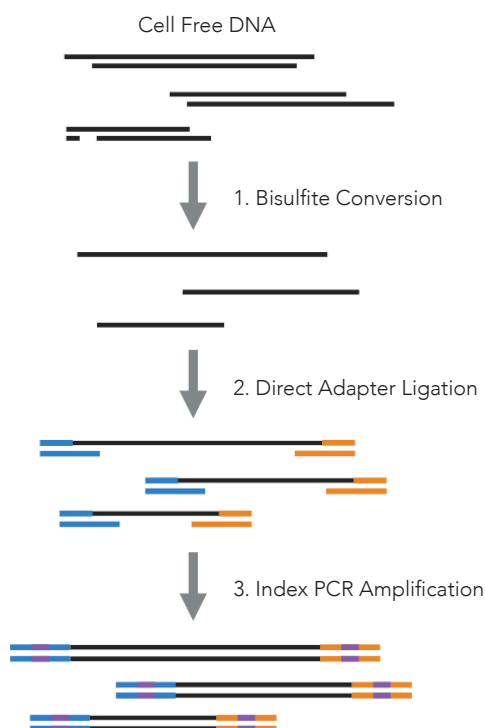 Cell Free DNA
1. Bisulfite Conversion
2. Direct Adapter Ligation
3. Index PCR Amplification